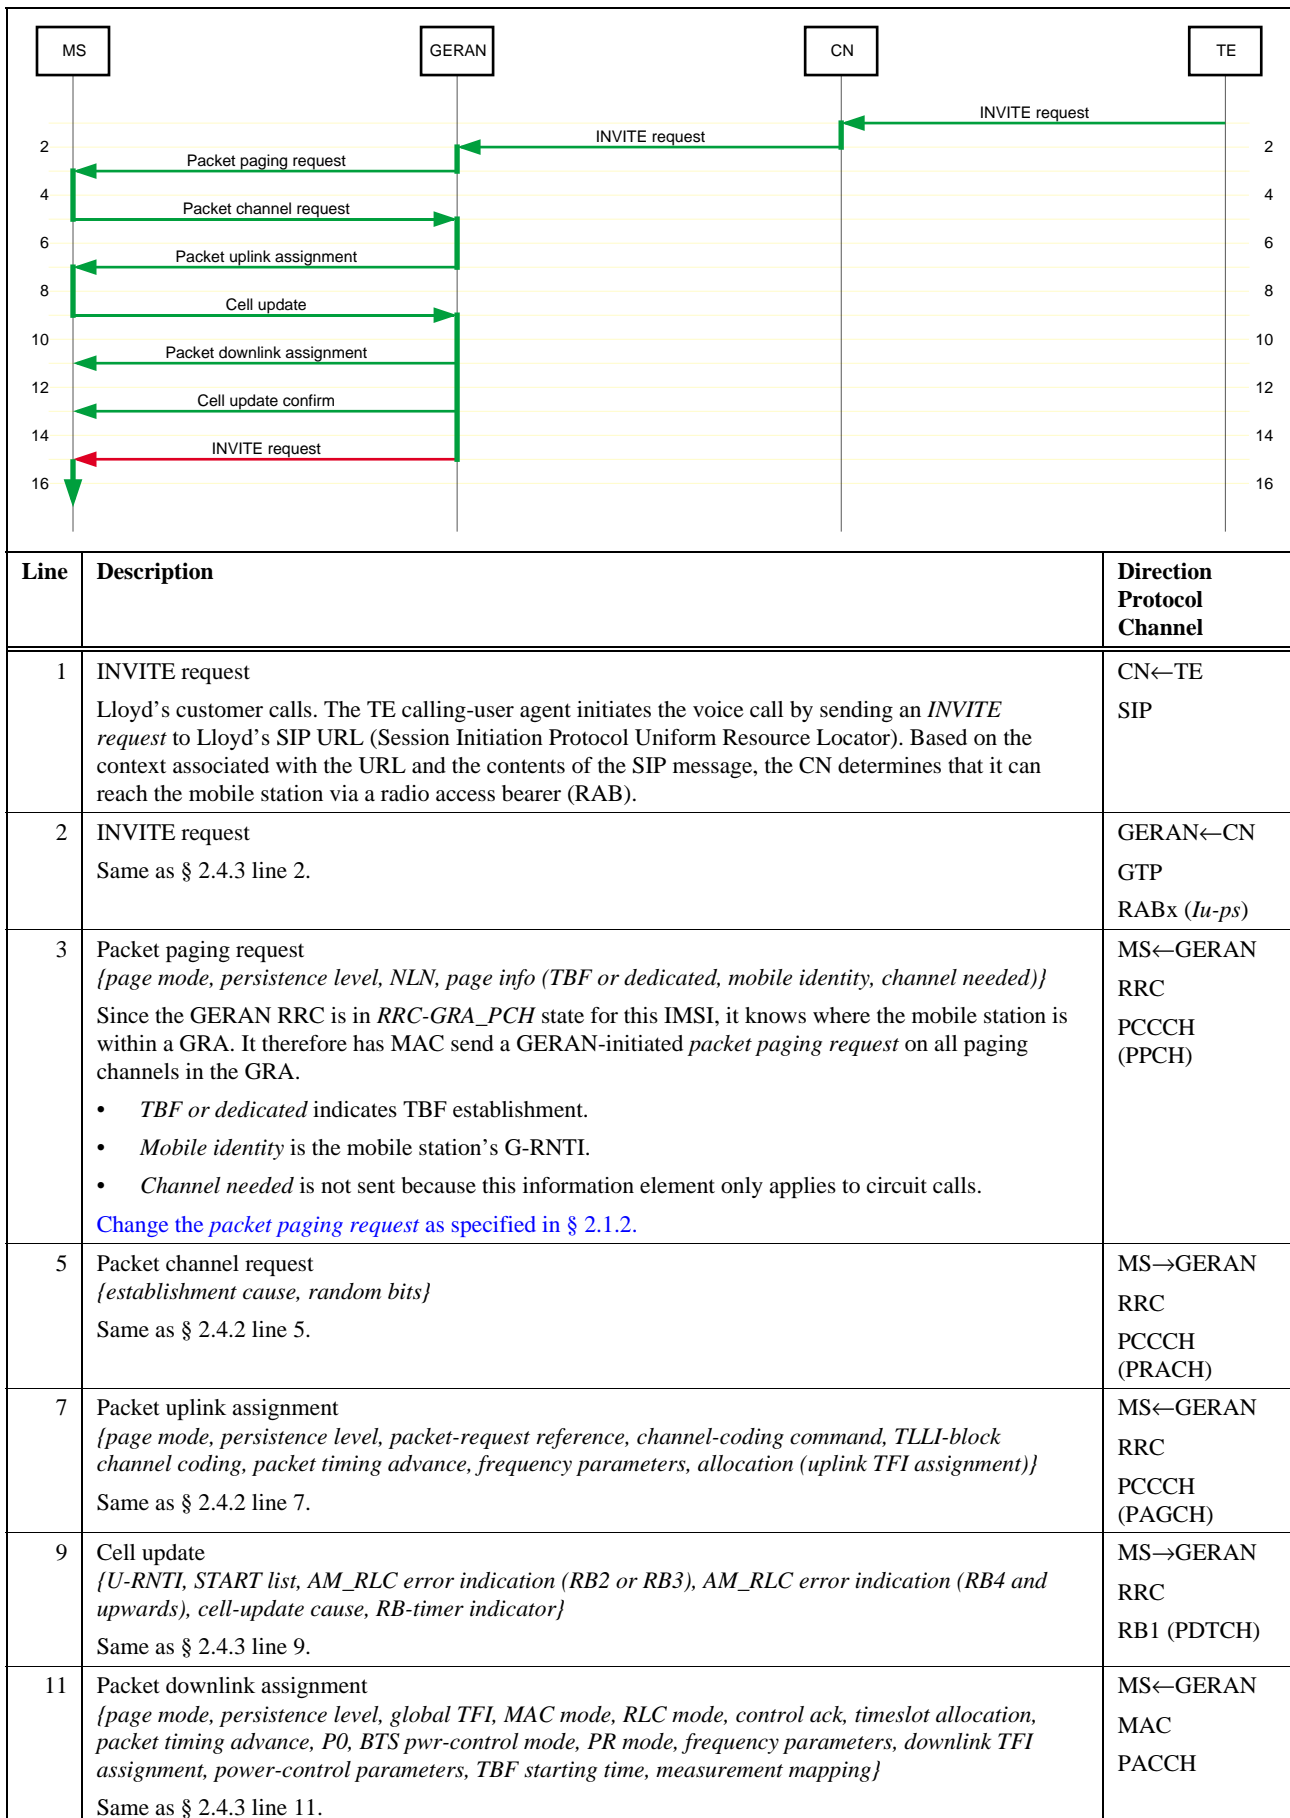 MS GERAN CN TE
INVITE request
INVITE request
2 2
Packet paging request
4 4
Packet channel request
6 6
Packet uplink assignment
8 8
Cell update
10 10
Packet downlink assignment
12 12
Cell update confirm
14 14
INVITE request
16 16
Line Description Direction
Protocol
Channel
1 INVITE request CN←TE
Lloyd’s customer calls. The TE calling-user agent initiates the voice call by sending an INVITE SIP
request to Lloyd’s SIP URL (Session Initiation Protocol Uniform Resource Locator). Based on the
context associated with the URL and the contents of the SIP message, the CN determines that it can
reach the mobile station via a radio access bearer (RAB).
2 INVITE request GERAN←CN
Same as § 2.4.3 line 2. GTP
RABx (Iu-ps)
3 Packet paging request MS←GERAN
{page mode, persistence level, NLN, page info (TBF or dedicated, mobile identity, channel needed)} RRC
Since the GERAN RRC is in RRC-GRA_PCH state for this IMSI, it knows where the mobile station is PCCCH
within a GRA. It therefore has MAC send a GERAN-initiated packet paging request on all paging (PPCH)
channels in the GRA.
• TBF or dedicated indicates TBF establishment.
• Mobile identity is the mobile station’s G-RNTI.
• Channel needed is not sent because this information element only applies to circuit calls.
Change the packet paging request as specified in § 2.1.2.
5 Packet channel request MS→GERAN
{establishment cause, random bits} RRC
Same as § 2.4.2 line 5. PCCCH
(PRACH)
7 Packet uplink assignment MS←GERAN
{page mode, persistence level, packet-request reference, channel-coding command, TLLI-block RRC
channel coding, packet timing advance, frequency parameters, allocation (uplink TFI assignment)}
Same as § 2.4.2 line 7. PCCCH
(PAGCH)
9 Cell update MS→GERAN
{U-RNTI, START list, AM_RLC error indication (RB2 or RB3), AM_RLC error indication (RB4 and RRC
upwards), cell-update cause, RB-timer indicator}
Same as § 2.4.3 line 9. RB1 (PDTCH)
11 Packet downlink assignment MS←GERAN
{page mode, persistence level, global TFI, MAC mode, RLC mode, control ack, timeslot allocation, MAC
packet timing advance, P0, BTS pwr-control mode, PR mode, frequency parameters, downlink TFI PACCH
assignment, power-control parameters, TBF starting time, measurement mapping}
Same as § 2.4.3 line 11.